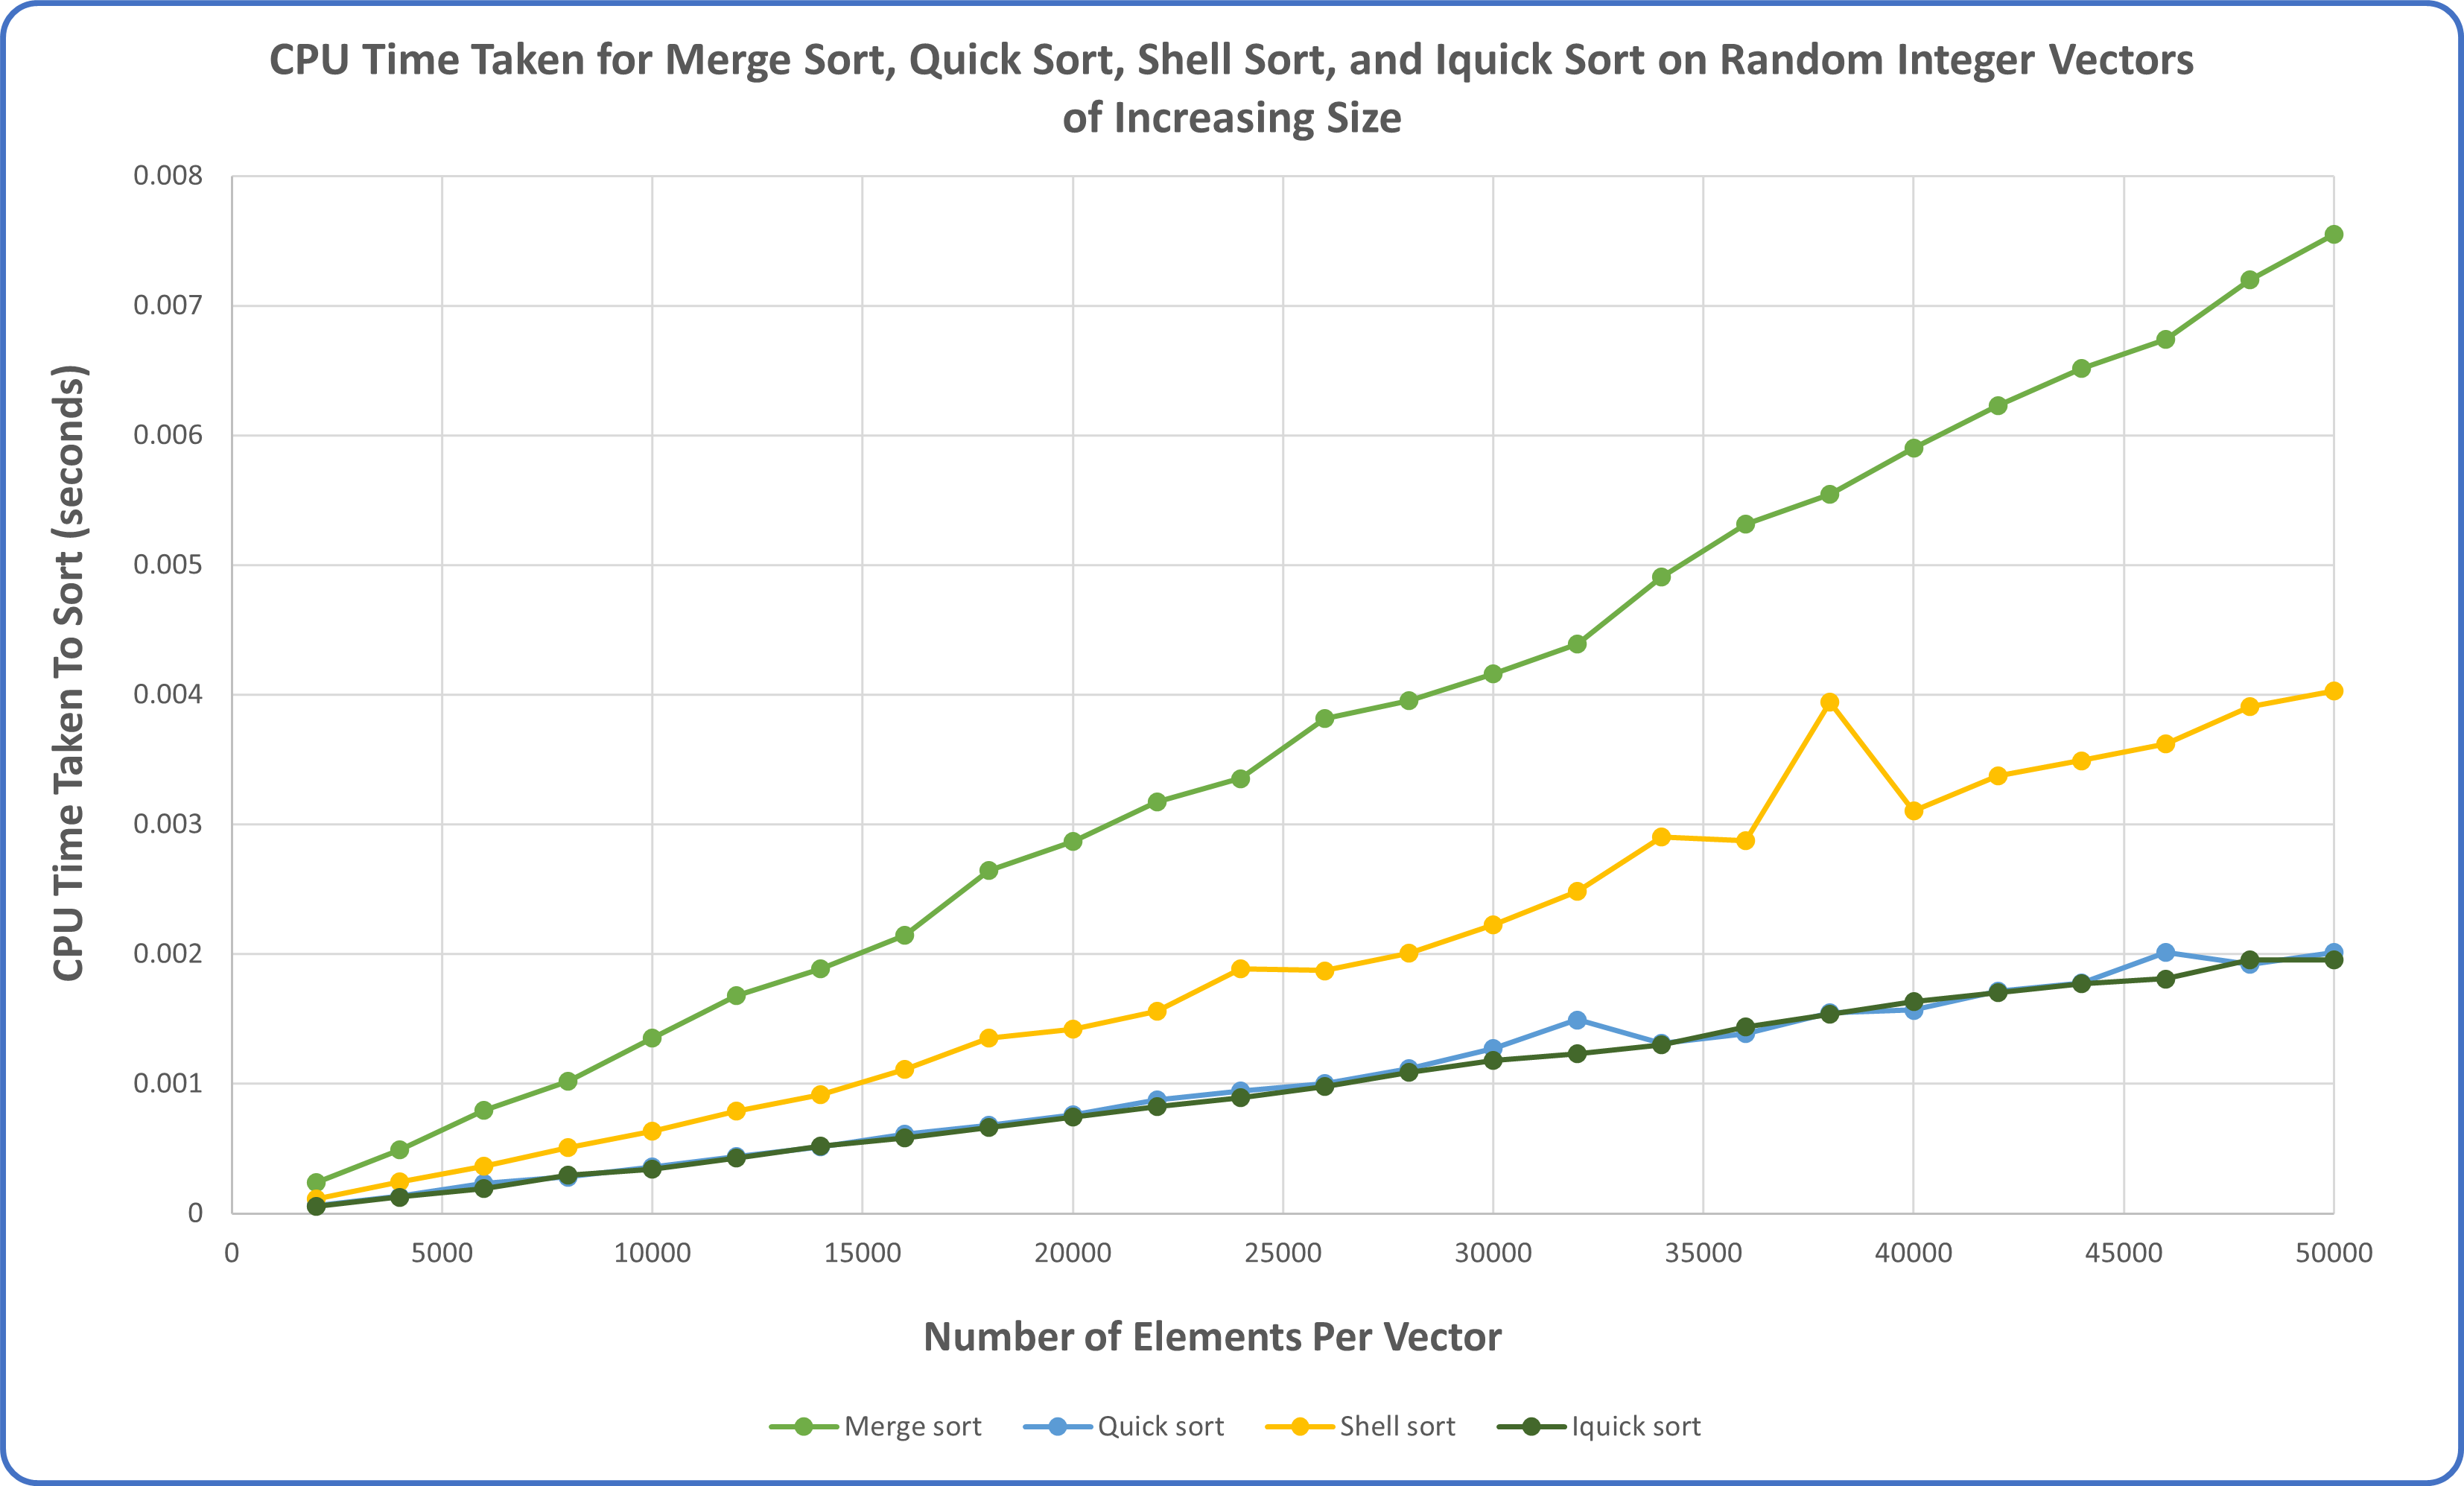 CPU Time Taken for Merge Sort, Quick Sort, Shell Sort, and Iquick Sort on Random Integer Vectors
of Increasing Size
CPU Time Taken To Sort (seconds)
0.008
0.007
0.006
0.005
0.004
0.003
0.002
0.001
0
0 5000 10000 15000 20000 25000 30000 35000 40000 45000 50000
Number of Elements Per Vector
Merge sort Quick sort Shell sort Iquick sort